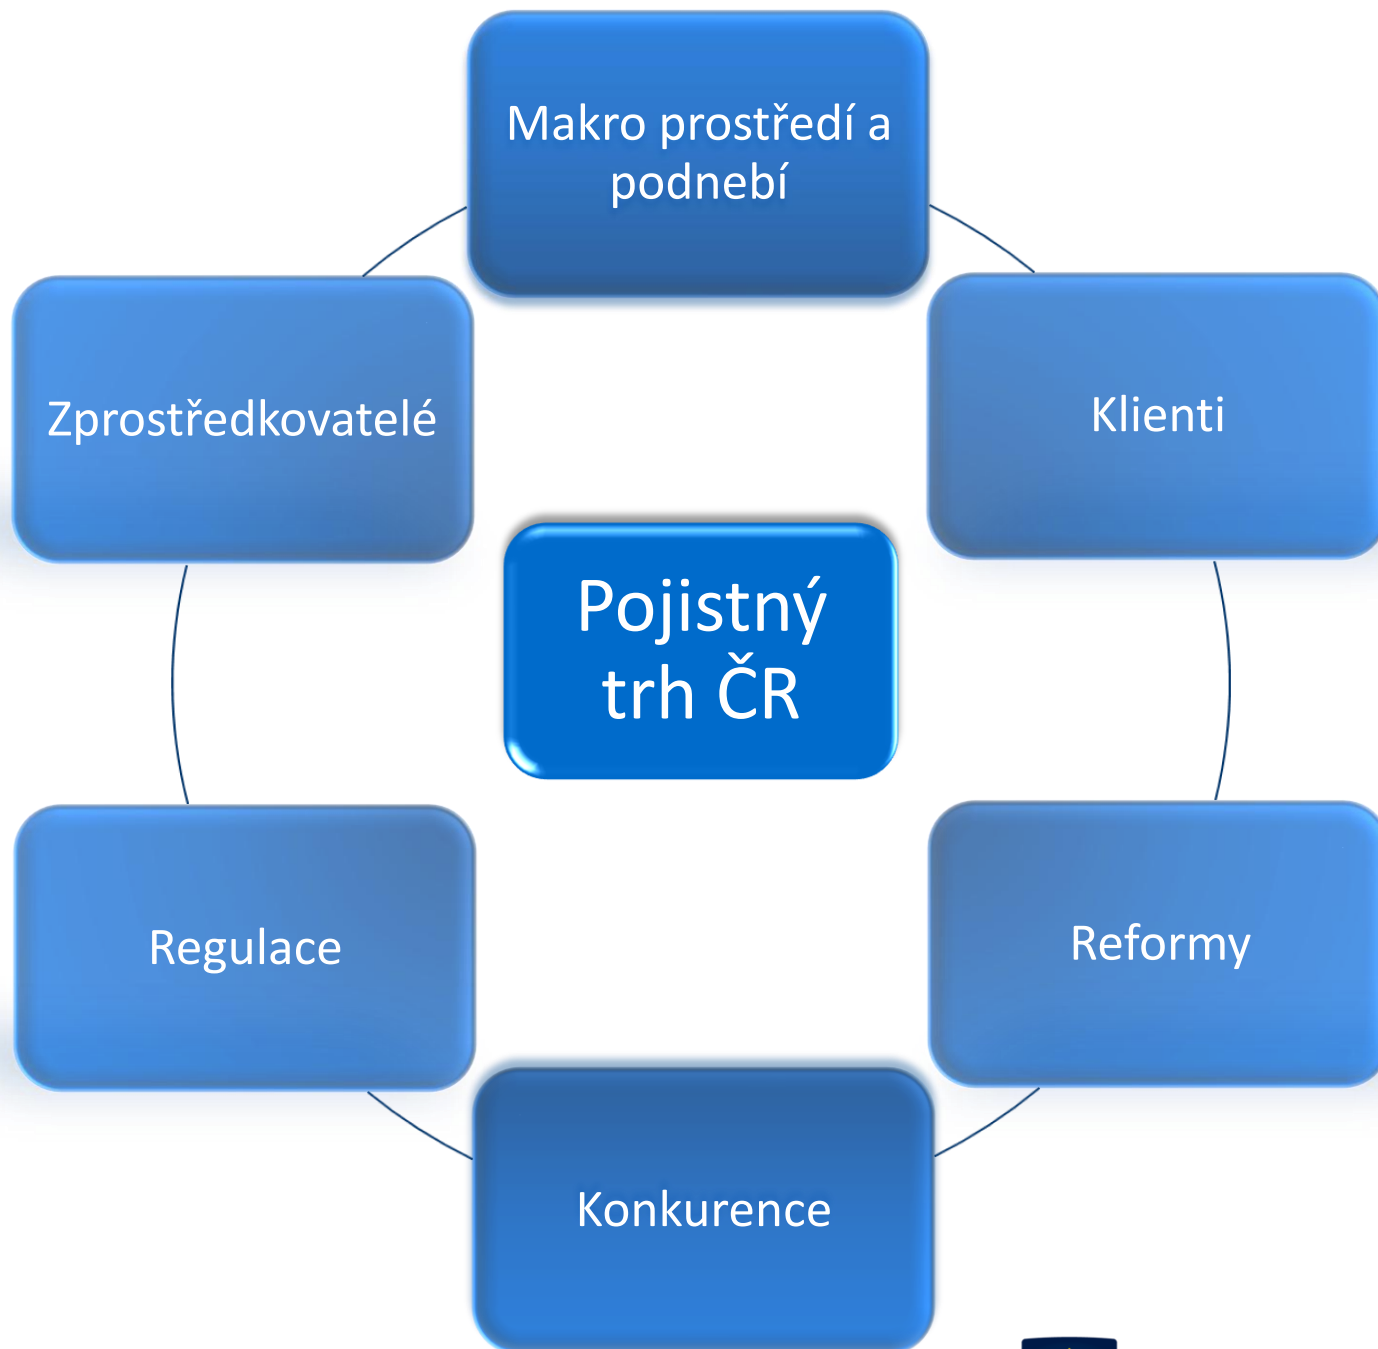 Makro prostředí a
podnebí
Zprostředkovatelé
Klienti
Pojistný
trh ČR
Regulace
Reformy
Konkurence